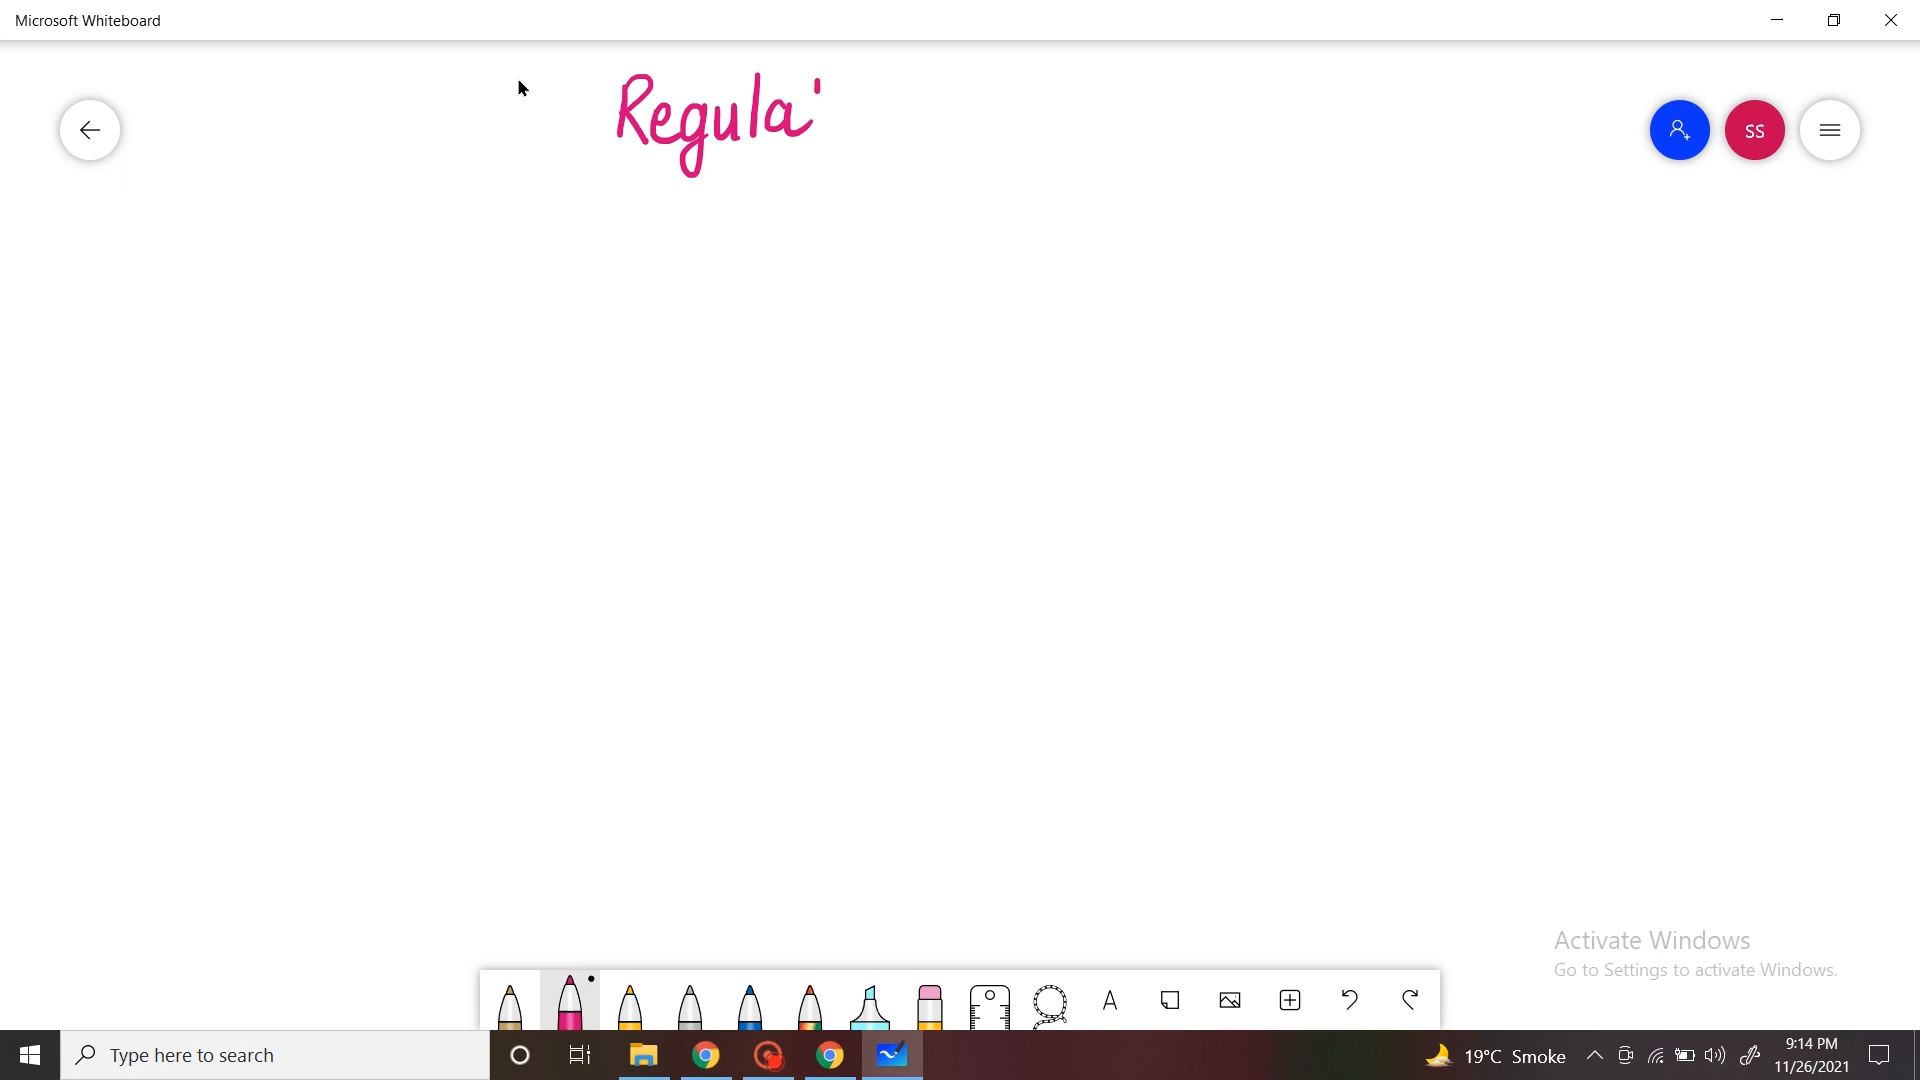 Microsoft Whiteboard
Regula'
SS
Activate Windows
Go to Settings to activate Windows.
A
Type here to search
19°C Smoke
9:14 PM
11/26/2021